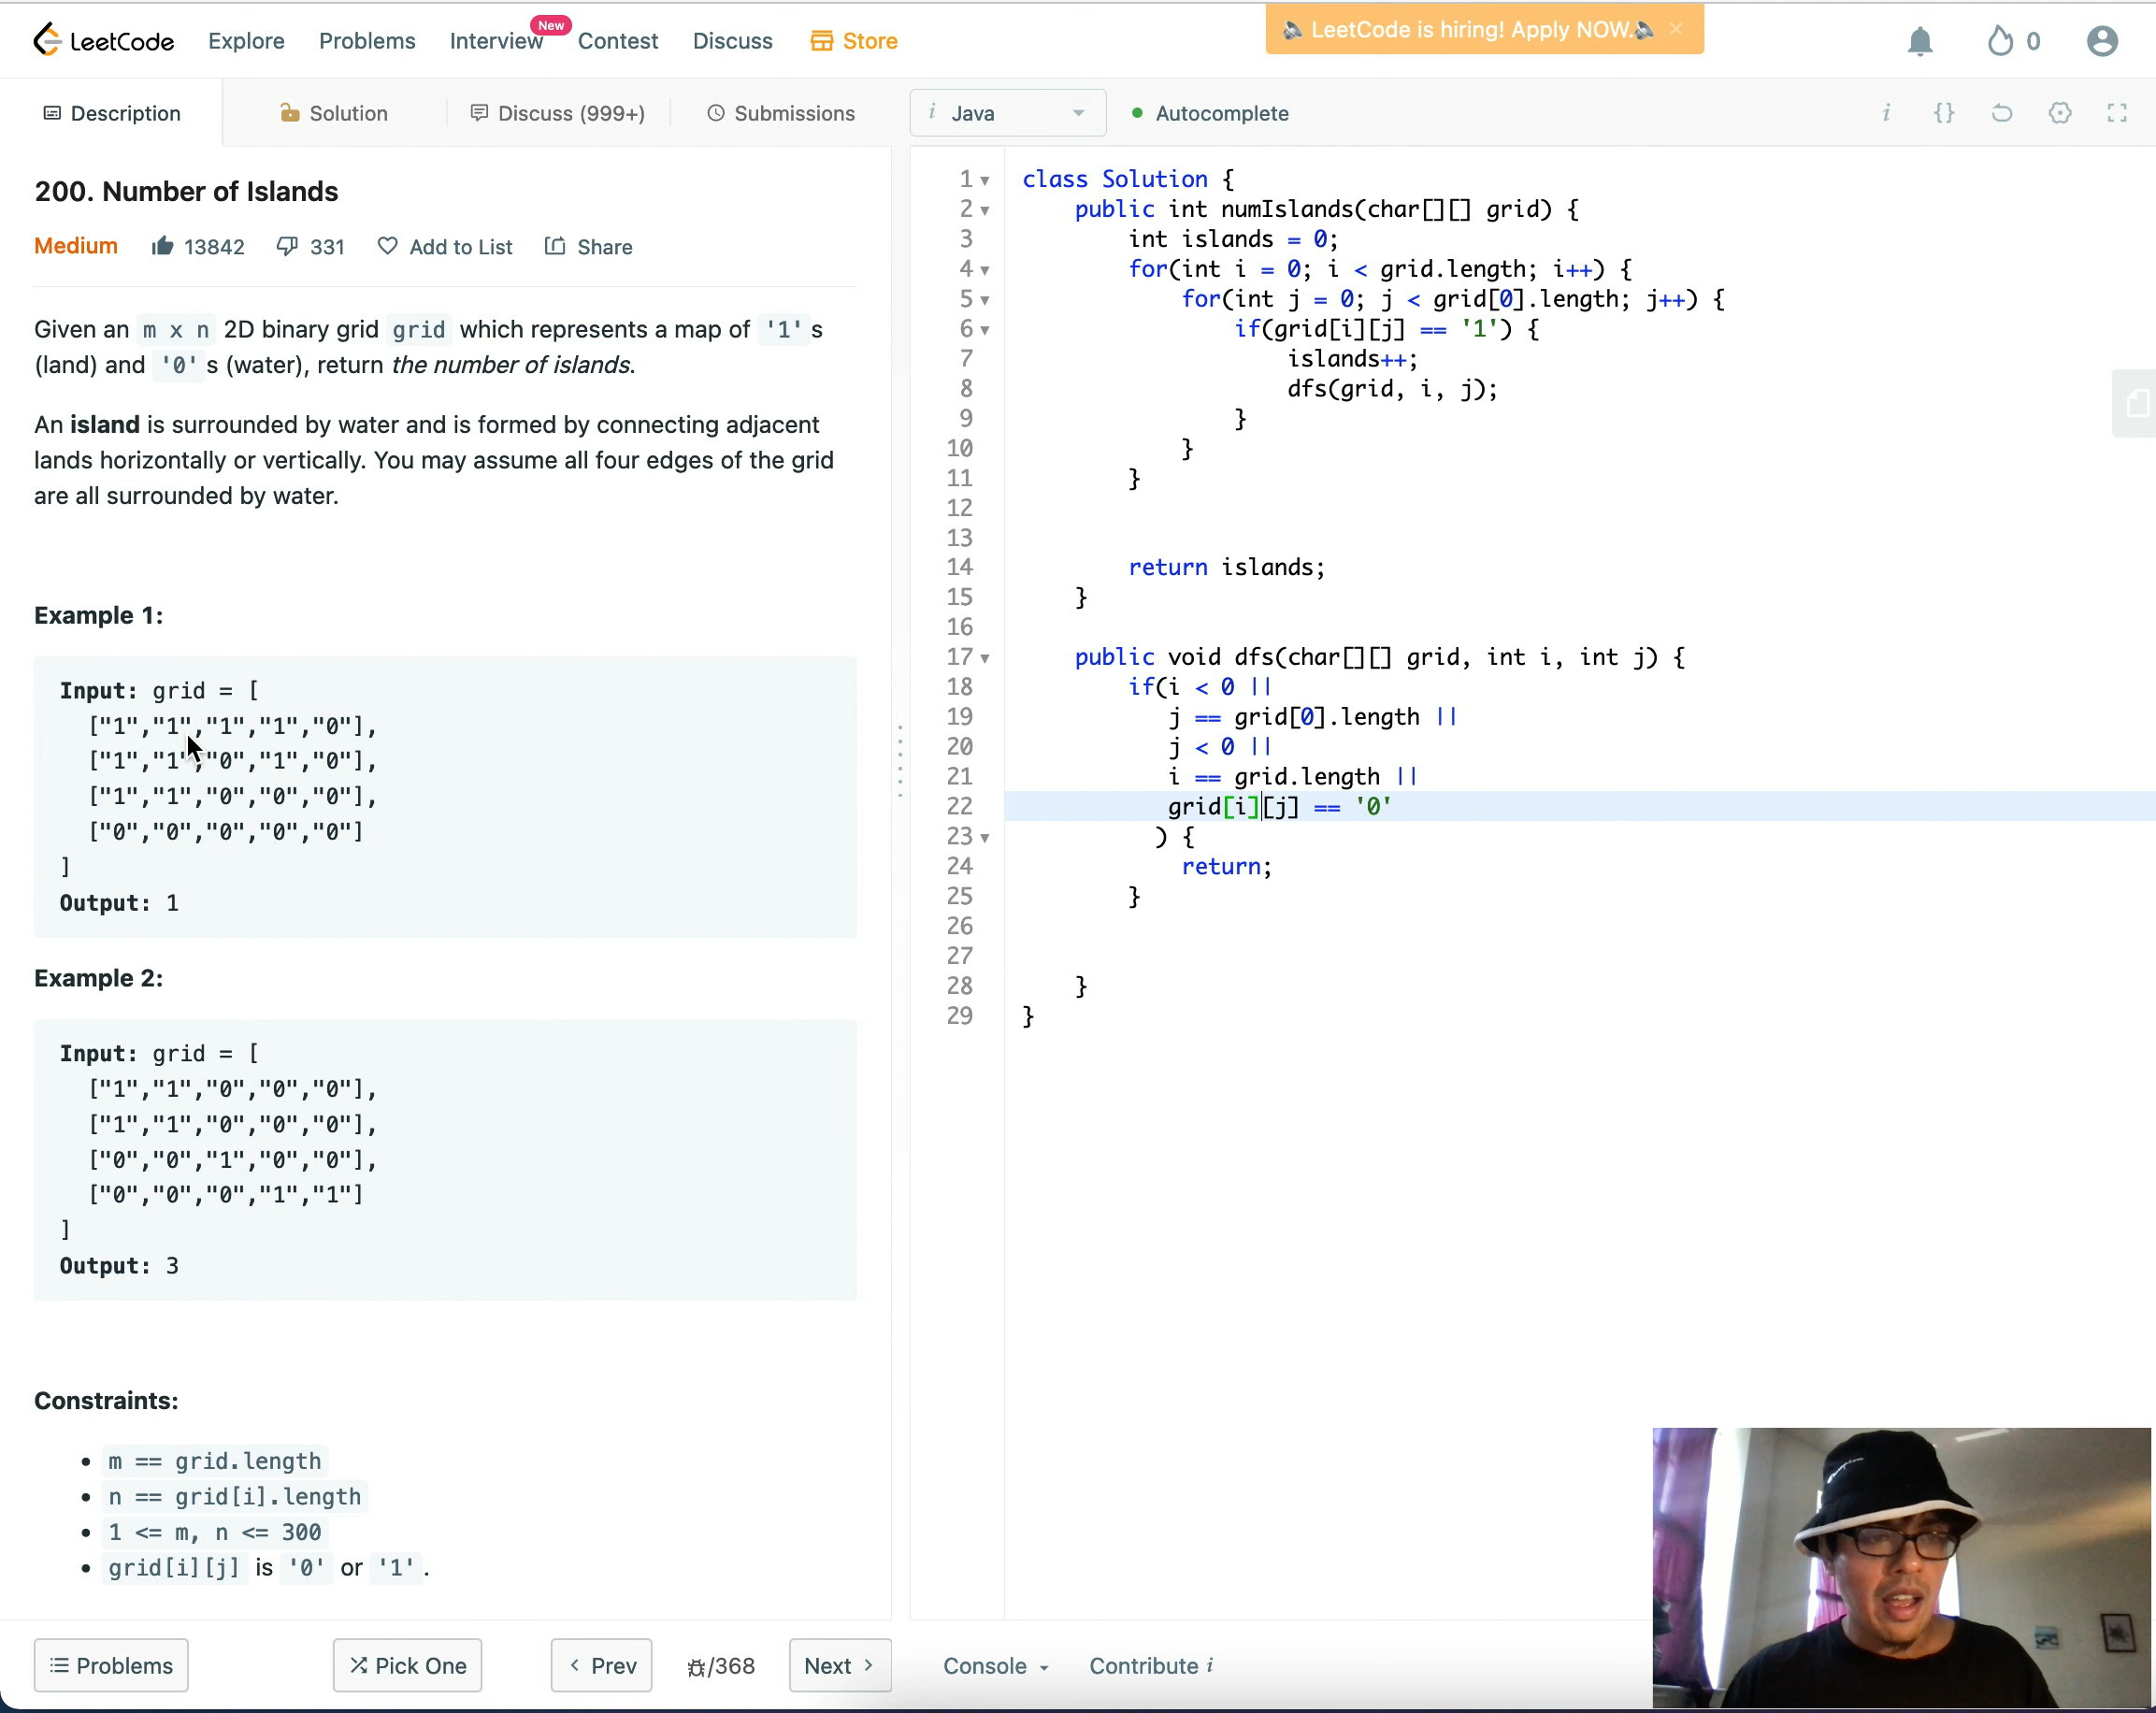 LeetCode Explore Problems Interview New Contest Discuss Store
🔈 LeetCode is hiring! Apply NOW.🔈 ×
0
Description Solution Discuss (999+) Submissions
i Java Autocomplete i {}
200. Number of Islands
Medium 13842 331 Add to List Share
Given an m x n 2D binary grid grid which represents a map of '1' s
(land) and '0' s (water), return the number of islands.
An island is surrounded by water and is formed by connecting adjacent
lands horizontally or vertically. You may assume all four edges of the grid
are all surrounded by water.
Example 1:
Input: grid = [
["1","1","1","1","0"],
["1","1","0","1","0"],
["1","1","0","0","0"],
["0","0","0","0","0"]
]
Output: 1
Example 2:
Input: grid = [
["1","1","0","0","0"],
["1","1","0","0","0"],
["0","0","1","0","0"],
["0","0","0","1","1"]
]
Output: 3
Constraints:
• m == grid.length
• n == grid[i].length
• 1 <= m, n <= 300
• grid[i][j] is '0' or '1'.
1 class Solution {
2 public int numIslands(char[][] grid) {
3 int islands = 0;
4 for(int i = 0; i < grid.length; i++) {
5 for(int j = 0; j < grid[0].length; j++) {
6 if(grid[i][j] == '1') {
7 islands++;
8 dfs(grid, i, j);
9 }
10 }
11 }
12
13
14 return islands;
15 }
16
17 public void dfs(char[][] grid, int i, int j) {
18 if(i < 0 ||
19 j == grid[0].length ||
20 j < 0 ||
21 i == grid.length ||
22 grid[i][j] == '0'
23 ) {
24 return;
25 }
26
27
28 }
29 }
Problems Pick One < Prev /368 Next > Console Contribute i